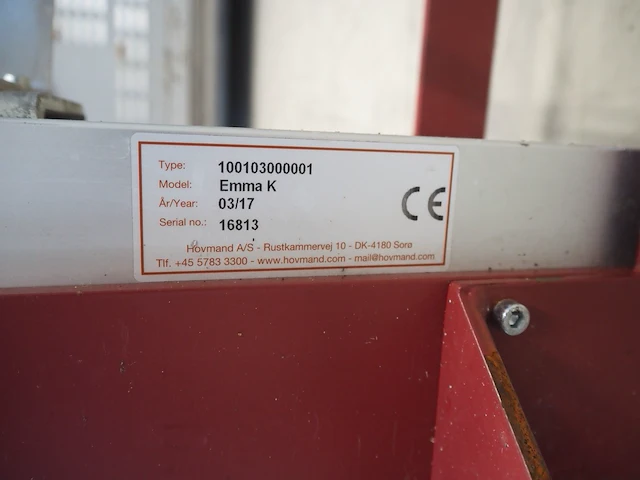 Type: 100103000001
Model: Emma K
År/Year: 03/17
Serial no.: 16813
CE
Hovmand A/S - Rustkammervej 10 - DK-4180 Sorø
Tlf. +45 5783 3300 - www.hovmand.com - mail@hovmand.com